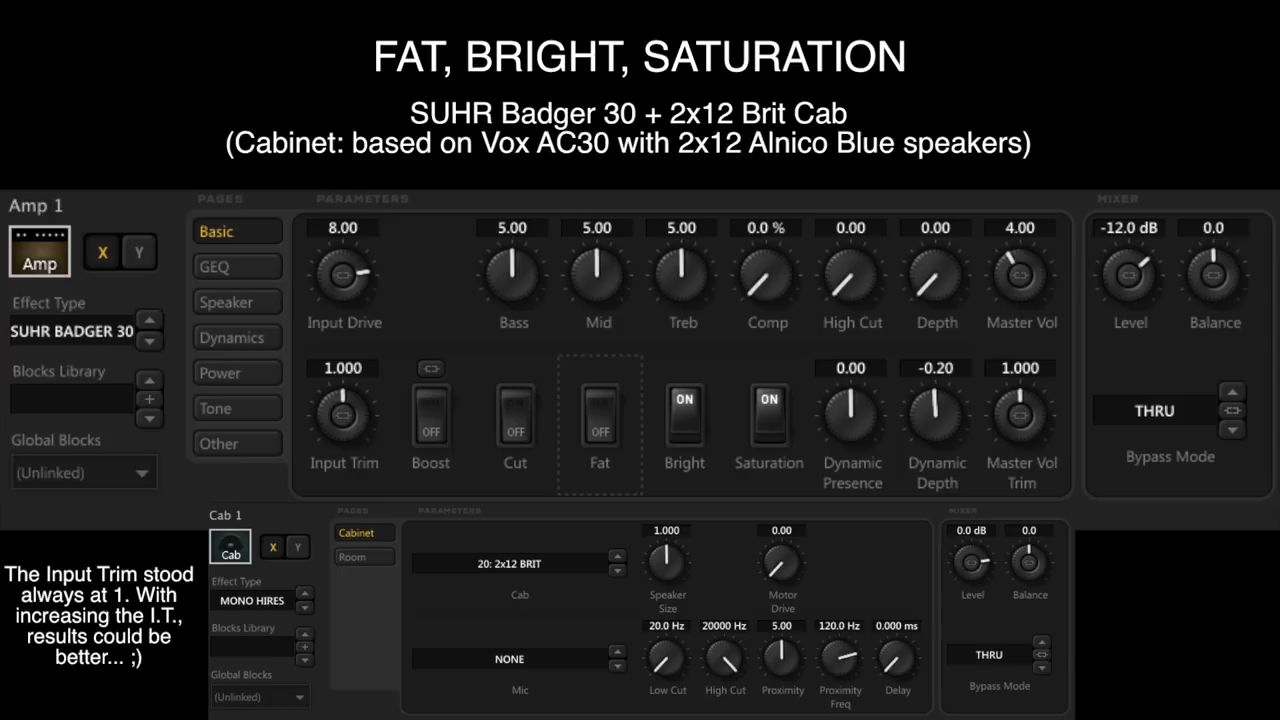 FAT, BRIGHT, SATURATION
SUHR Badger 30 + 2x12 Brit Cab
(Cabinet: based on Vox AC30 with 2x12 Alnico Blue speakers)
Amp 1
PAGES
PARAMETERS
MIXER
Amp
X
Y
Effect Type
SUHR BADGER 30
Blocks Library
Global Blocks
(Unlinked)
Basic
GEQ
Speaker
Dynamics
Power
Tone
Other
8.00
5.00
5.00
5.00
0.0 %
0.00
0.00
4.00
Input Drive
Bass
Mid
Treb
Comp
High Cut
Depth
Master Vol
1.000
OFF
OFF
OFF
ON
ON
0.00
-0.20
1.000
Input Trim
Boost
Cut
Fat
Bright
Saturation
Dynamic
Presence
Dynamic
Depth
Master Vol
Trim
-12.0 dB
0.0
Level
Balance
THRU
Bypass Mode
The Input Trim stood
always at 1. With
increasing the I.T.,
results could be
better... ;)
Cab 1
PAGES
PARAMETERS
MIXER
Cab
X
Y
Effect Type
MONO HIRES
Blocks Library
Global Blocks
(Unlinked)
Cabinet
Room
20: 2x12 BRIT
Cab
1.000
Speaker
Size
0.00
Motor
Drive
NONE
Mic
20.0 Hz
20000 Hz
5.00
120.0 Hz
0.000 ms
Low Cut
High Cut
Proximity
Proximity
Freq
Delay
0.0 dB
0.0
Level
Balance
THRU
Bypass Mode